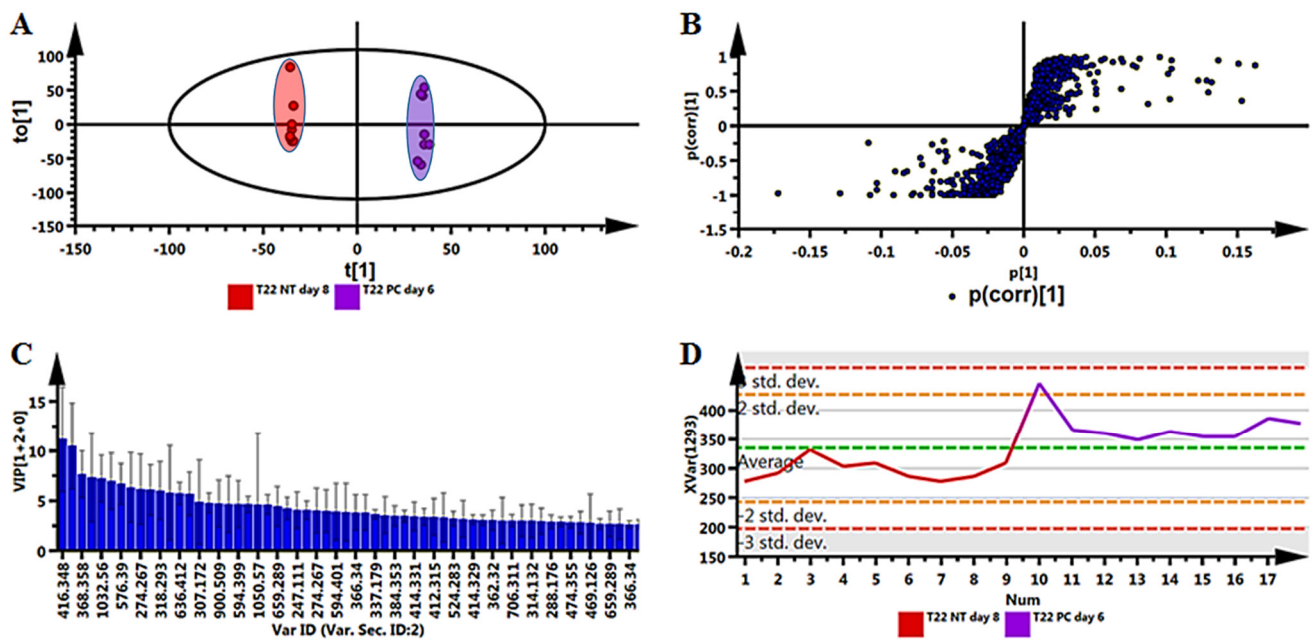 A
to[1]
100
50
0
-50
-100
-150
-150 -100 -50 0 50 100
t[1]
T22 NT day 8 T22 PC day 6
B
p(corr)[1]
1
0.5
0
-0.5
-1
-1.5
-0.2 -0.15 -0.1 -0.05 0 0.05 0.1 0.15
p[1]
p(corr)[1]
C
VIP[1+2+0]
15
10
5
0
416.348 368.358 1032.56 576.39 274.267 318.293 636.412 307.172 900.509 594.399 1050.57 659.289 247.111 274.267 594.401 366.34 337.179 384.353 414.331 412.315 524.283 414.329 362.32 706.311 314.132 288.176 474.355 469.126 659.289 366.34
Var ID (Var. Sec. ID:2)
D
XVar(1293)
std. dev.
2 std. dev.
400
350
Average
300
250
-2 std. dev.
200
-3 std. dev.
150
1 2 3 4 5 6 7 8 9 10 11 12 13 14 15 16 17
Num
T22 NT day 8 T22 PC day 6